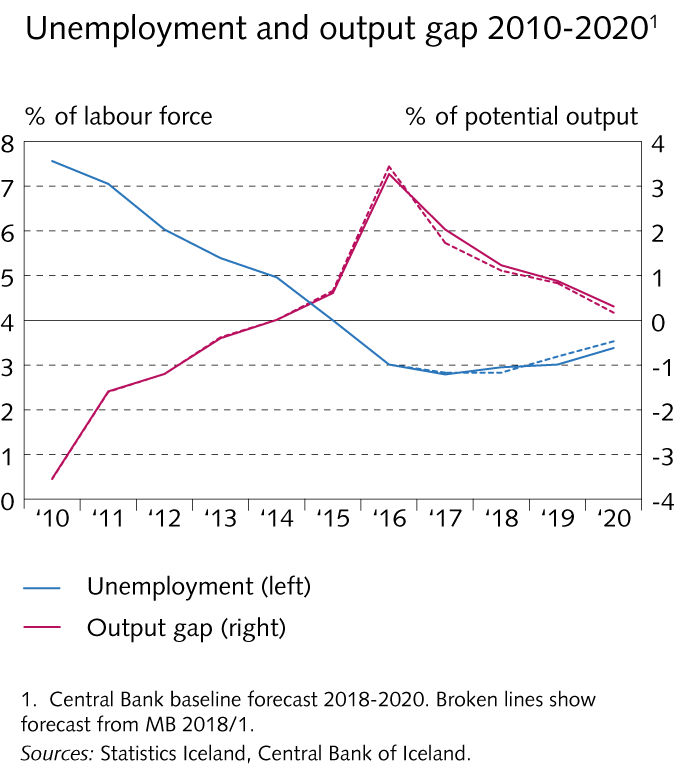 Unemployment and output gap 2010-2020¹
% of labour force % of potential output
8 4
7 3
6 2
5 1
4 0
3 -1
2 -2
1 -3
0 -4
‘10 ‘11 ‘12 ‘13 ‘14 ‘15 ‘16 ‘17 ‘18 ‘19 ‘20
Unemployment (left)
Output gap (right)
1. Central Bank baseline forecast 2018-2020. Broken lines show
forecast from MB 2018/1.
Sources: Statistics Iceland, Central Bank of Iceland.